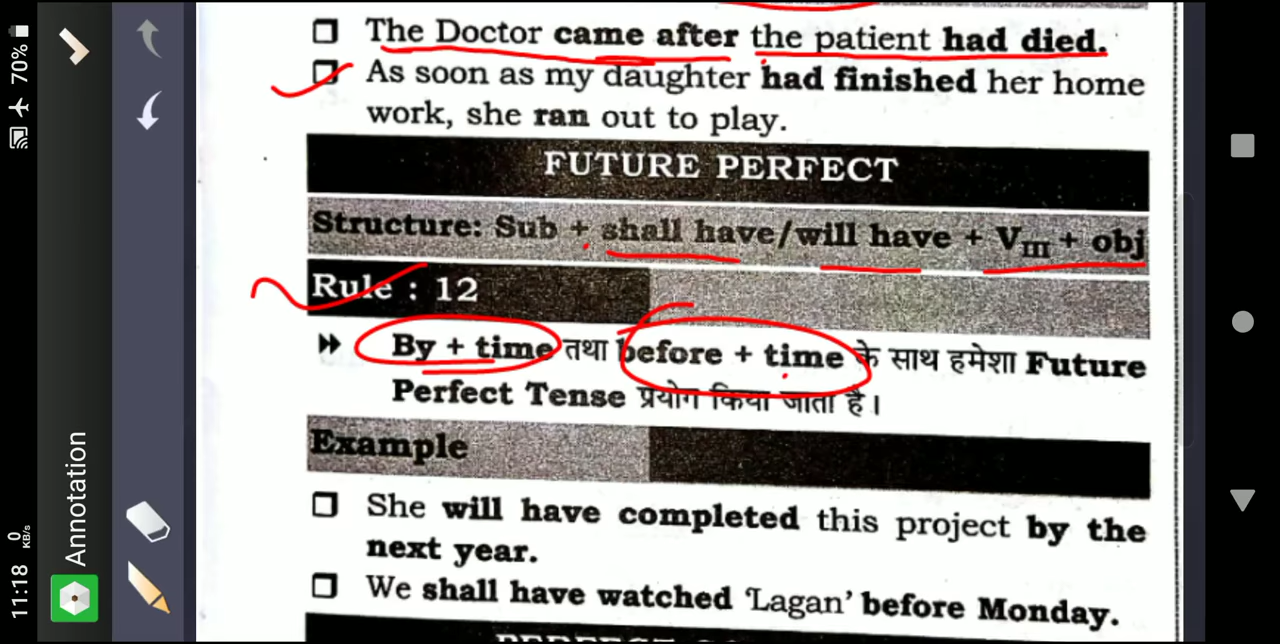 The Doctor came after the patient had died.
As soon as my daughter had finished her home
work, she ran out to play.
FUTURE PERFECT
Structure: Sub + shall have/will have + VIII + obj
Rule : 12
By + time तथा before + time के साथ हमेशा Future
Perfect Tense प्रयोग किया जाता है।
Example
She will have completed this project by the
next year.
We shall have watched 'Lagan' before Monday.
11:18
0
KB/s
Annotation
70%